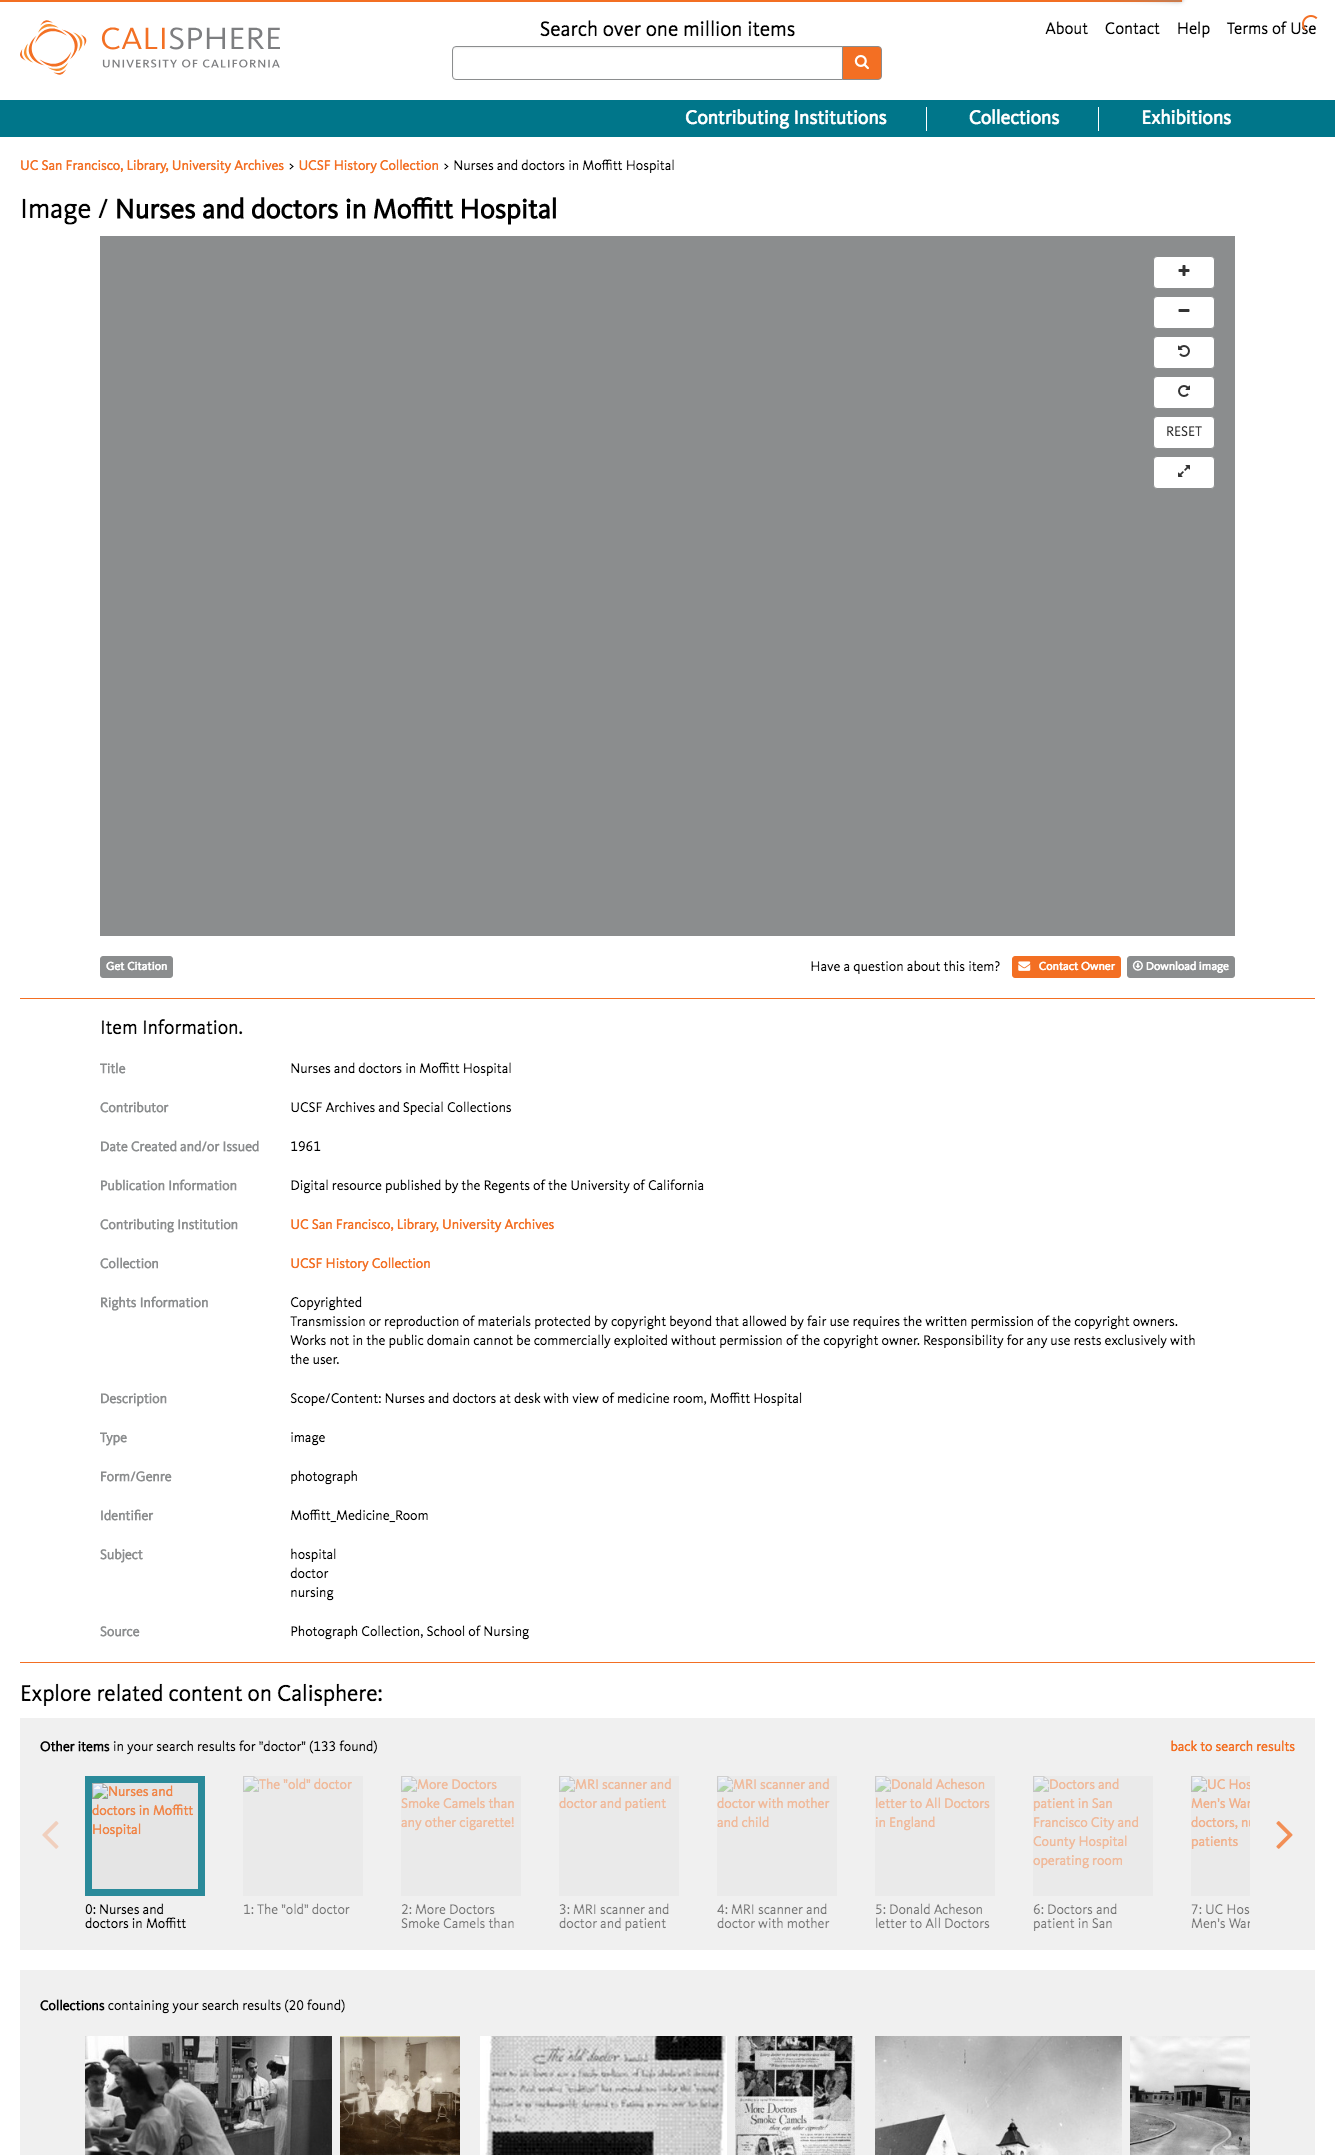 CALISPHERE
UNIVERSITY OF CALIFORNIA
Search over one million items
About Contact Help Terms of Use
Contributing Institutions Collections Exhibitions
UC San Francisco, Library, University Archives > UCSF History Collection > Nurses and doctors in Moffitt Hospital
Image / Nurses and doctors in Moffitt Hospital
RESET
Get Citation Have a question about this item? Contact Owner Download image
Item Information.
Title Nurses and doctors in Moffitt Hospital
Contributor UCSF Archives and Special Collections
Date Created and/or Issued 1961
Publication Information Digital resource published by the Regents of the University of California
Contributing Institution UC San Francisco, Library, University Archives
Collection UCSF History Collection
Rights Information Copyrighted
Transmission or reproduction of materials protected by copyright beyond that allowed by fair use requires the written permission of the copyright owners.
Works not in the public domain cannot be commercially exploited without permission of the copyright owner. Responsibility for any use rests exclusively with
the user.
Description Scope/Content: Nurses and doctors at desk with view of medicine room, Moffitt Hospital
Type image
Form/Genre photograph
Identifier Moffitt_Medicine_Room
Subject hospital
doctor
nursing
Source Photograph Collection, School of Nursing
Explore related content on Calisphere:
Other items in your search results for "doctor" (133 found) back to search results
Nurses and
doctors in Moffitt
Hospital
0: Nurses and
doctors in Moffitt
The "old" doctor
1: The "old" doctor
More Doctors
Smoke Camels than
any other cigarette!
2: More Doctors
Smoke Camels than
MRI scanner and
doctor and patient
3: MRI scanner and
doctor and patient
MRI scanner and
doctor with mother
and child
4: MRI scanner and
doctor with mother
Donald Acheson
letter to All Doctors
in England
5: Donald Acheson
letter to All Doctors
Doctors and
patient in San
Francisco City and
County Hospital
operating room
6: Doctors and
patient in San
UC Hos
Men's War
doctors, n
patients
7: UC Hos
Men's War
Collections containing your search results (20 found)
The "old" doctor
More Doctors
Smoke Camels